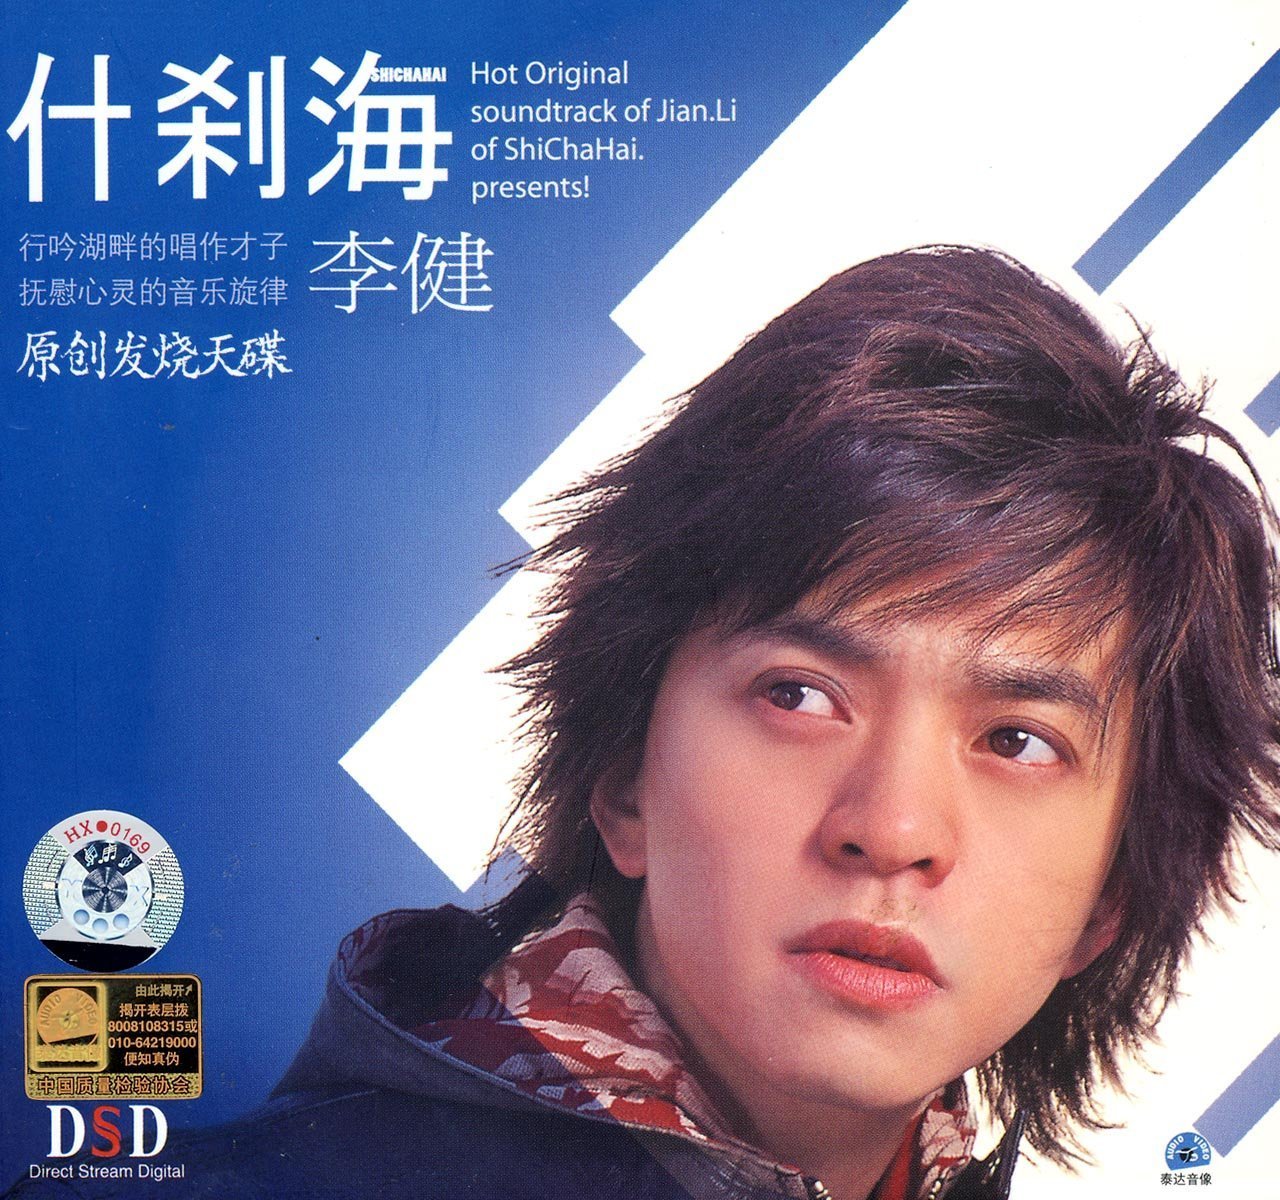 什刹海
SHICHAHAI
Hot Original
soundtrack of Jian.Li
of ShiChaHai.
presents!
行吟湖畔的唱作才子
抚慰心灵的音乐旋律
李健
原创发烧天碟
HX●0169
由此揭开
揭开表层拨
8008108315或
010-64219000
便知真伪
AUDIO VIDEO
中国质量检验协会
DSD
Direct Stream Digital
AUDIO VIDEO
泰达音像